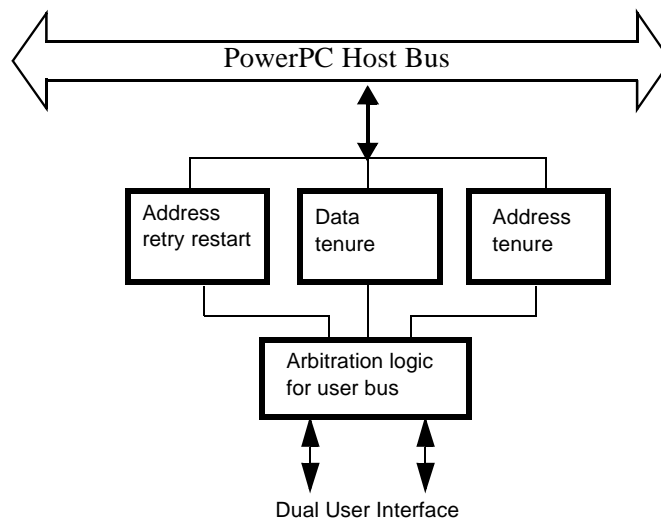 PowerPC Host Bus
Address
retry restart
Data
tenure
Address
tenure
Arbitration logic
for user bus
Dual User Interface